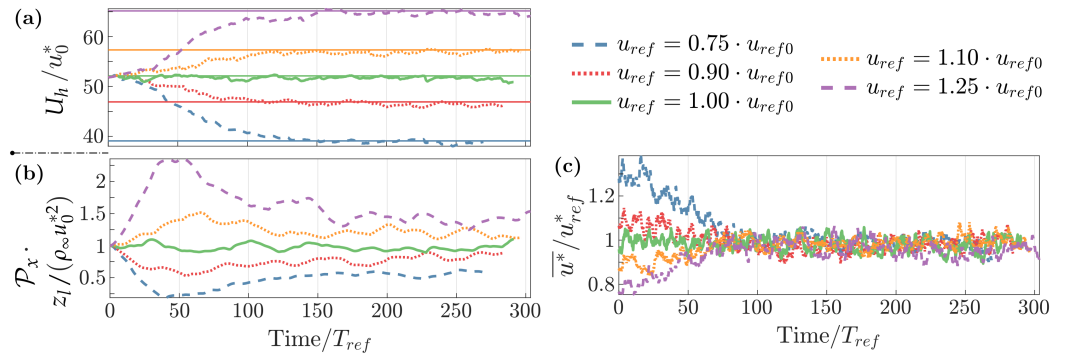 (a)
U_h/u_0^*
60
50
40
u_ref = 0.75 · u_ref0
u_ref = 0.90 · u_ref0
u_ref = 1.00 · u_ref0
u_ref = 1.10 · u_ref0
u_ref = 1.25 · u_ref0
(b)
P_x · z_l/(ρ_∞ u_0^{*2})
2
1.5
1
0.5
0
50
100
150
200
250
300
Time/T_ref
(c)
\overline{u^*}/u_ref^*
1.2
1
0.8
0
50
100
150
200
250
300
Time/T_ref